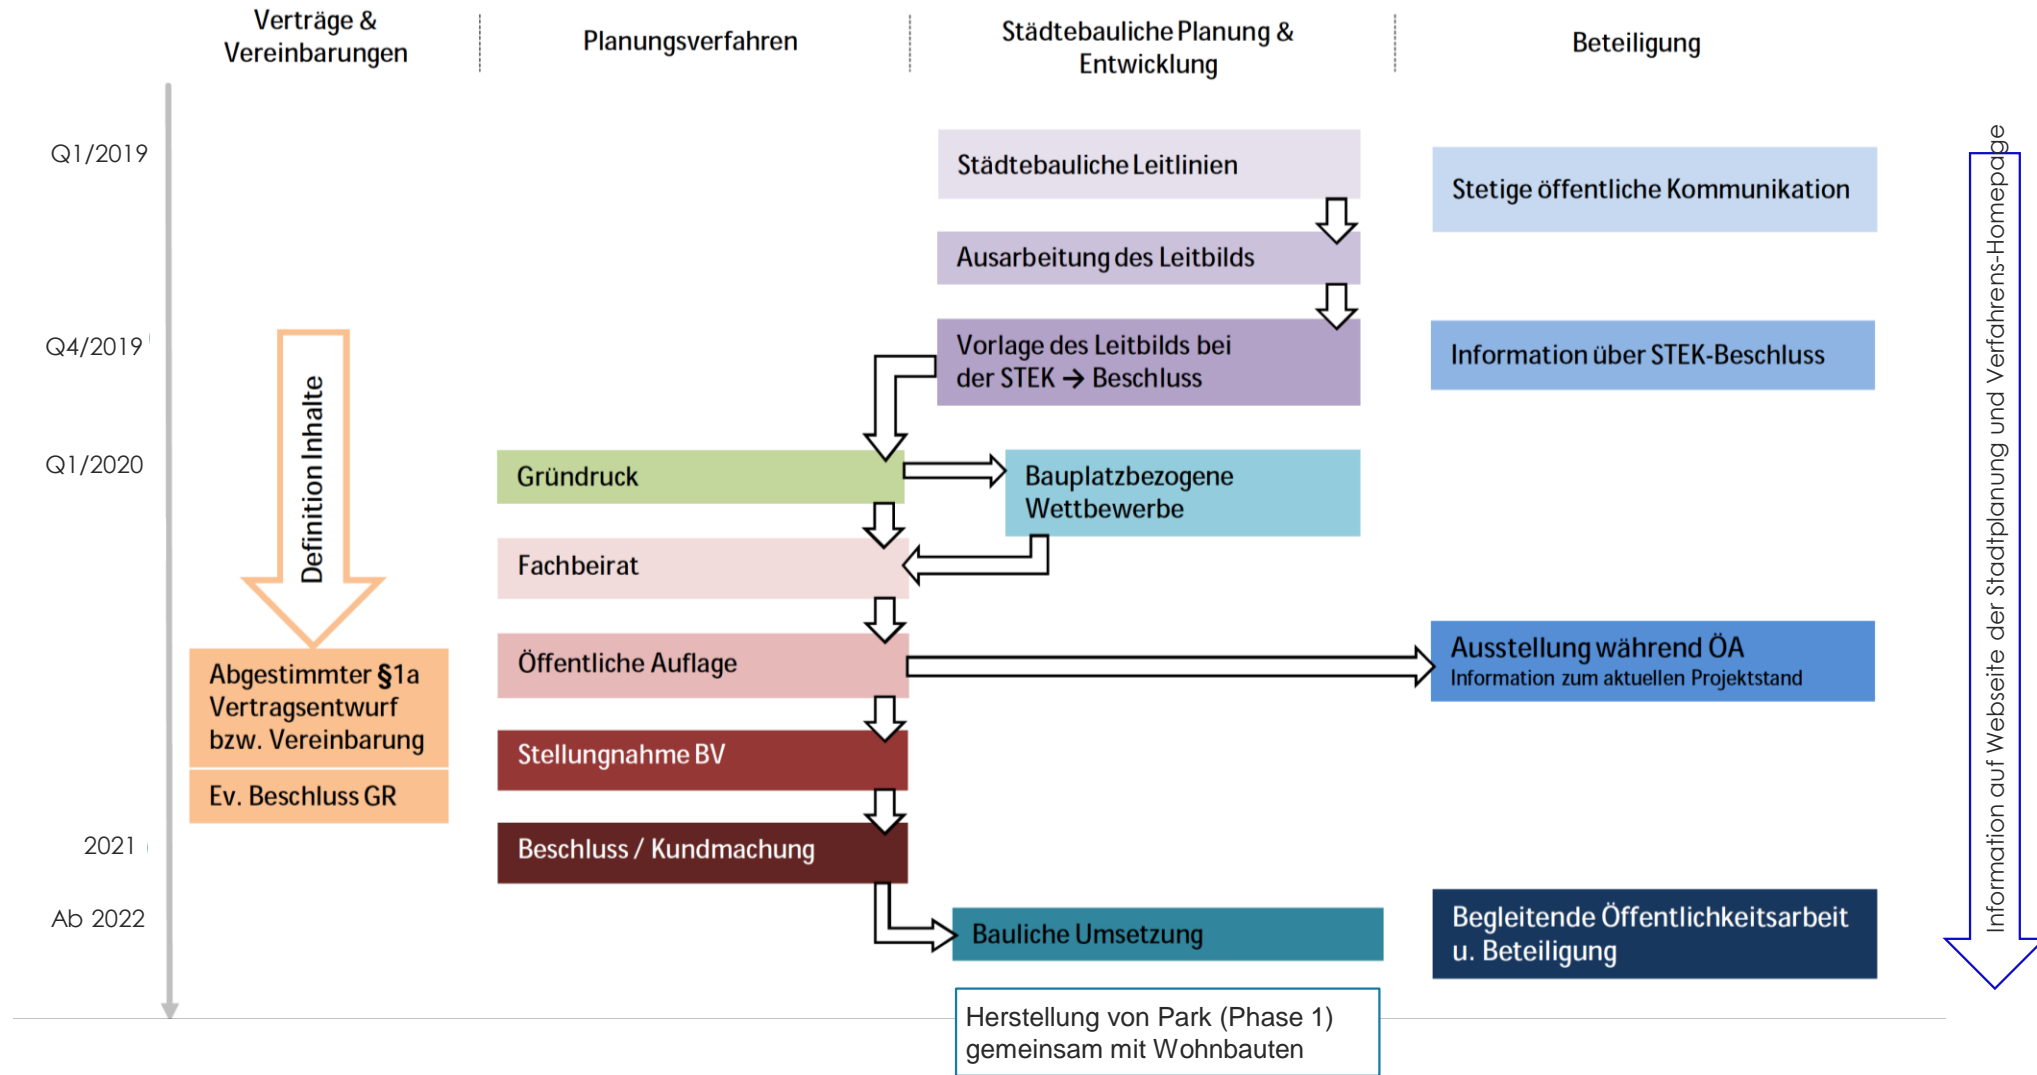 Verträge &
Vereinbarungen
Planungsverfahren
Städtebauliche Planung &
Entwicklung
Beteiligung
Q1/2019
Städtebauliche Leitlinien
Stetige öffentliche Kommunikation
Ausarbeitung des Leitbilds
Q4/2019
Vorlage des Leitbilds bei
der STEK → Beschluss
Information über STEK-Beschluss
Definition Inhalte
Q1/2020
Gründruck
Bauplatzbezogene
Wettbewerbe
Fachbeirat
Abgestimmter §1a
Vertragsentwurf
bzw. Vereinbarung
Öffentliche Auflage
Ausstellung während ÖA
Information zum aktuellen Projektstand
Stellungnahme BV
Ev. Beschluss GR
2021
Beschluss / Kundmachung
Ab 2022
Bauliche Umsetzung
Begleitende Öffentlichkeitsarbeit
u. Beteiligung
Herstellung von Park (Phase 1)
gemeinsam mit Wohnbauten
Information auf Webseite der Stadtplanung und Verfahrens-Homepage